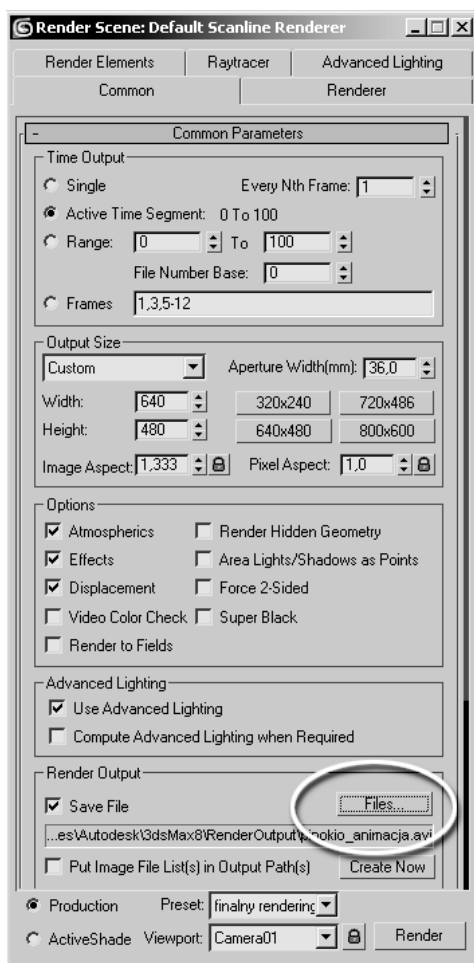 Render Scene: Default Scanline Renderer
Render Elements Raytracer Advanced Lighting
Common Renderer
- Common Parameters
Time Output
Single Every Nth Frame: 1
Active Time Segment: 0 To 100
Range: 0 To 100
File Number Base: 0
Frames 1,3,5-12
Output Size
Custom Aperture Width(mm): 36,0
Width: 640 320x240 720x486
Height: 480 640x480 800x600
Image Aspect: 1,333 Pixel Aspect: 1,0
Options
Atmospherics Render Hidden Geometry
Effects Area Lights/Shadows as Points
Displacement Force 2-Sided
Video Color Check Super Black
Render to Fields
Advanced Lighting
Use Advanced Lighting
Compute Advanced Lighting when Required
Render Output
Save File Files...
...es\Autodesk\3dsMax8\RenderOutput\pinokio_animacja.avi
Put Image File List(s) in Output Path(s) Create Now
Production Preset: finalny rendering
ActiveShade Viewport: Camera01 Render